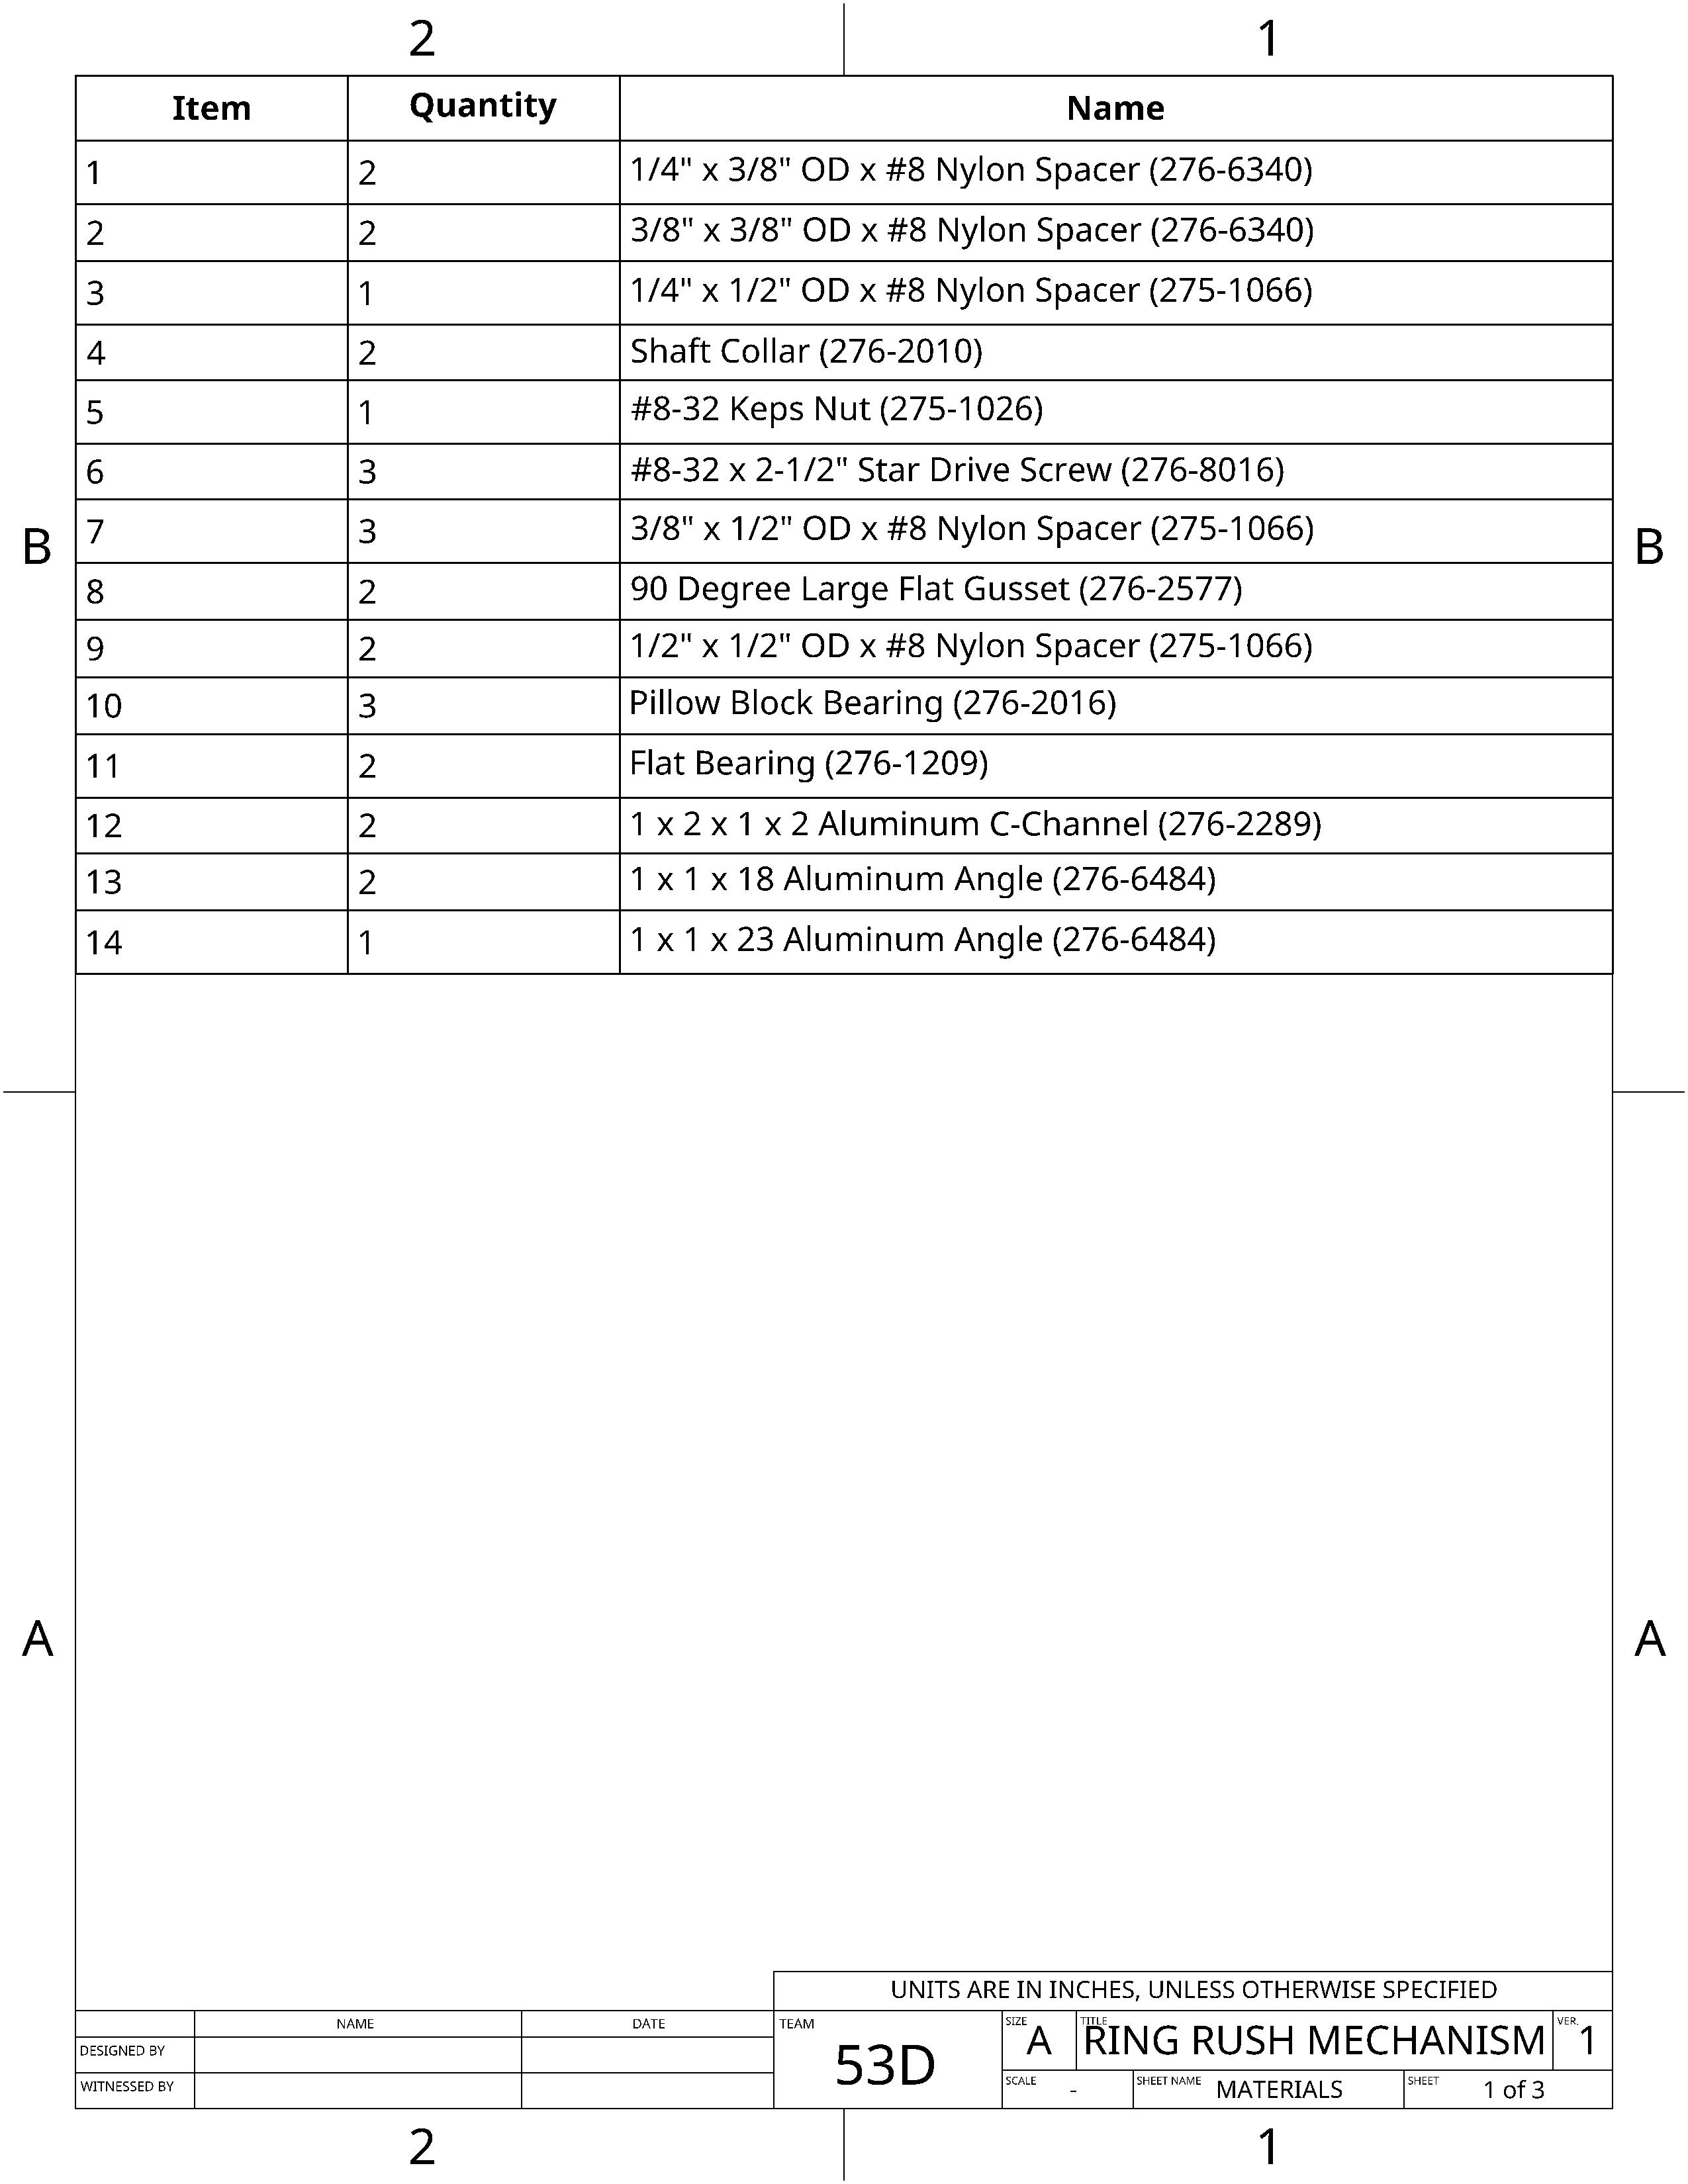 2 1
Item Quantity Name
1 2 1/4" x 3/8" OD x #8 Nylon Spacer (276-6340)
2 2 3/8" x 3/8" OD x #8 Nylon Spacer (276-6340)
3 1 1/4" x 1/2" OD x #8 Nylon Spacer (275-1066)
4 2 Shaft Collar (276-2010)
5 1 #8-32 Keps Nut (275-1026)
6 3 #8-32 x 2-1/2" Star Drive Screw (276-8016)
B 7 3 3/8" x 1/2" OD x #8 Nylon Spacer (275-1066) B
8 2 90 Degree Large Flat Gusset (276-2577)
9 2 1/2" x 1/2" OD x #8 Nylon Spacer (275-1066)
10 3 Pillow Block Bearing (276-2016)
11 2 Flat Bearing (276-1209)
12 2 1 x 2 x 1 x 2 Aluminum C-Channel (276-2289)
13 2 1 x 1 x 18 Aluminum Angle (276-6484)
14 1 1 x 1 x 23 Aluminum Angle (276-6484)
A A
UNITS ARE IN INCHES, UNLESS OTHERWISE SPECIFIED
NAME DATE TEAM SIZE TITLE VER.
DESIGNED BY 53D A RING RUSH MECHANISM 1
WITNESSED BY SCALE - SHEET NAME MATERIALS SHEET 1 of 3
2 1